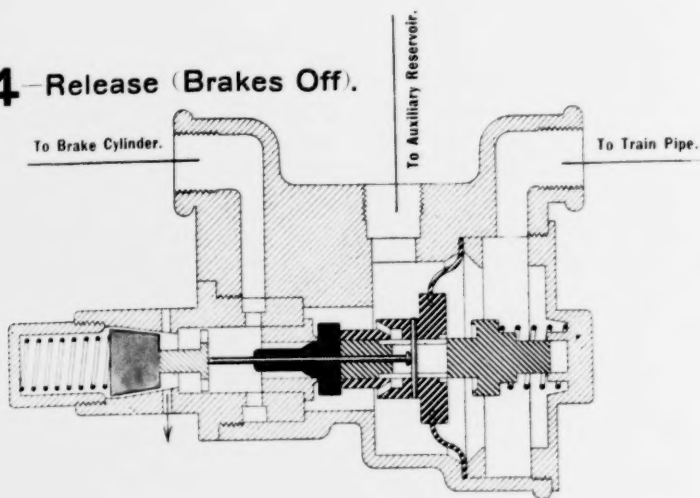 4—Release (Brakes Off).
To Brake Cylinder.
To Auxiliary Reservoir.
To Train Pipe.